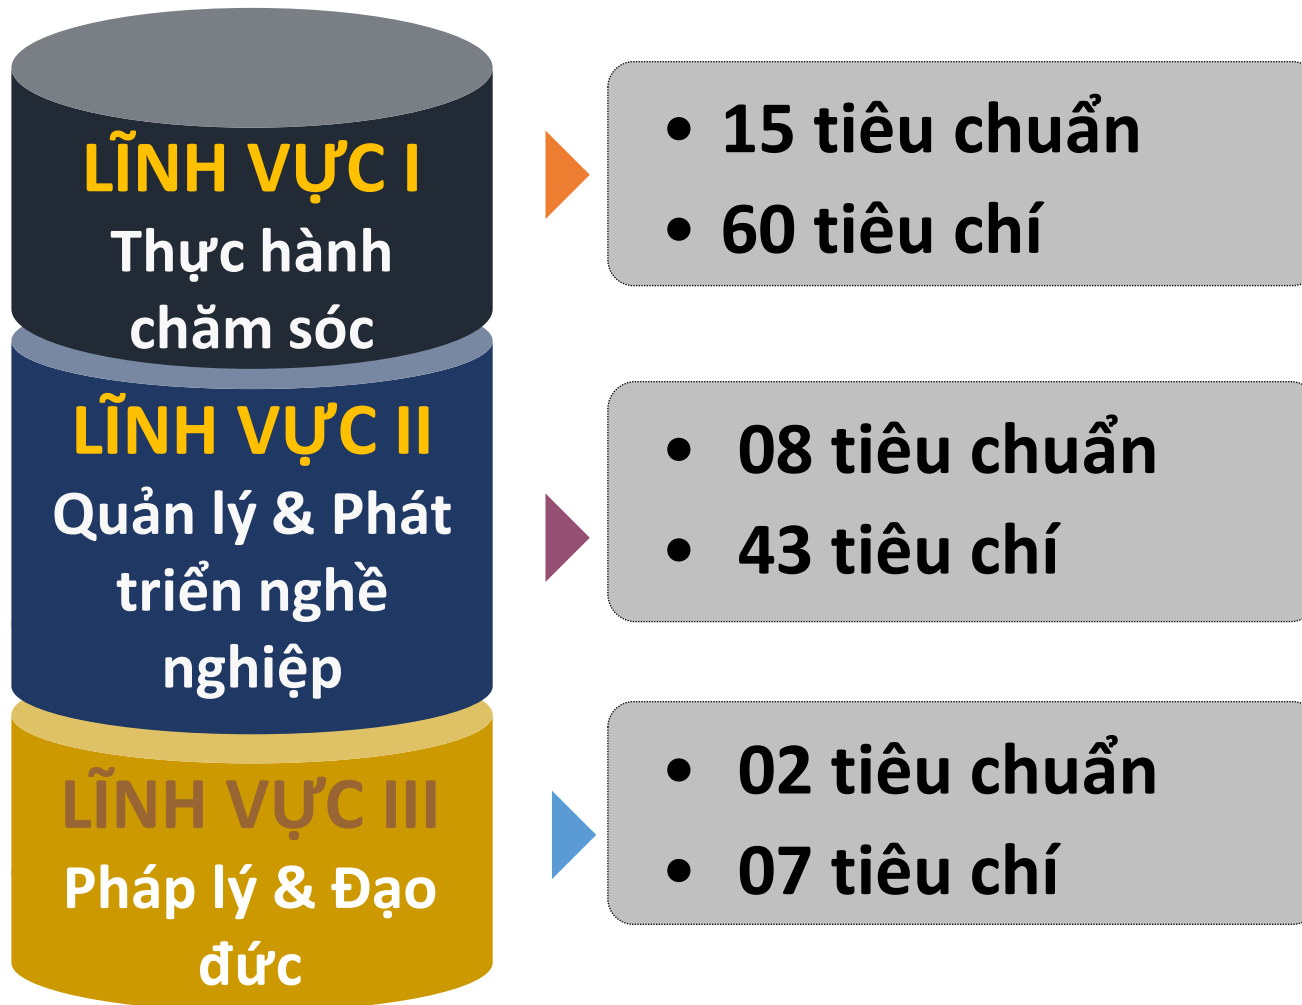 LĨNH VỰC I
Thực hành
chăm sóc
• 15 tiêu chuẩn
• 60 tiêu chí
LĨNH VỰC II
Quản lý & Phát
triển nghề
nghiệp
• 08 tiêu chuẩn
• 43 tiêu chí
LĨNH VỰC III
Pháp lý & Đạo
đức
• 02 tiêu chuẩn
• 07 tiêu chí